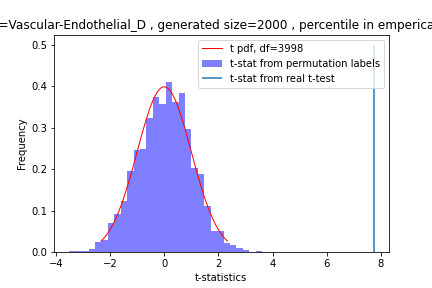 =Vascular-Endothelial_D , generated size=2000 , percentile in emperica
t pdf, df=3998
t-stat from permutation labels
t-stat from real t-test
Frequency
0.5
0.4
0.3
0.2
0.1
0.0
−4
−2
0
2
4
6
8
t-statistics